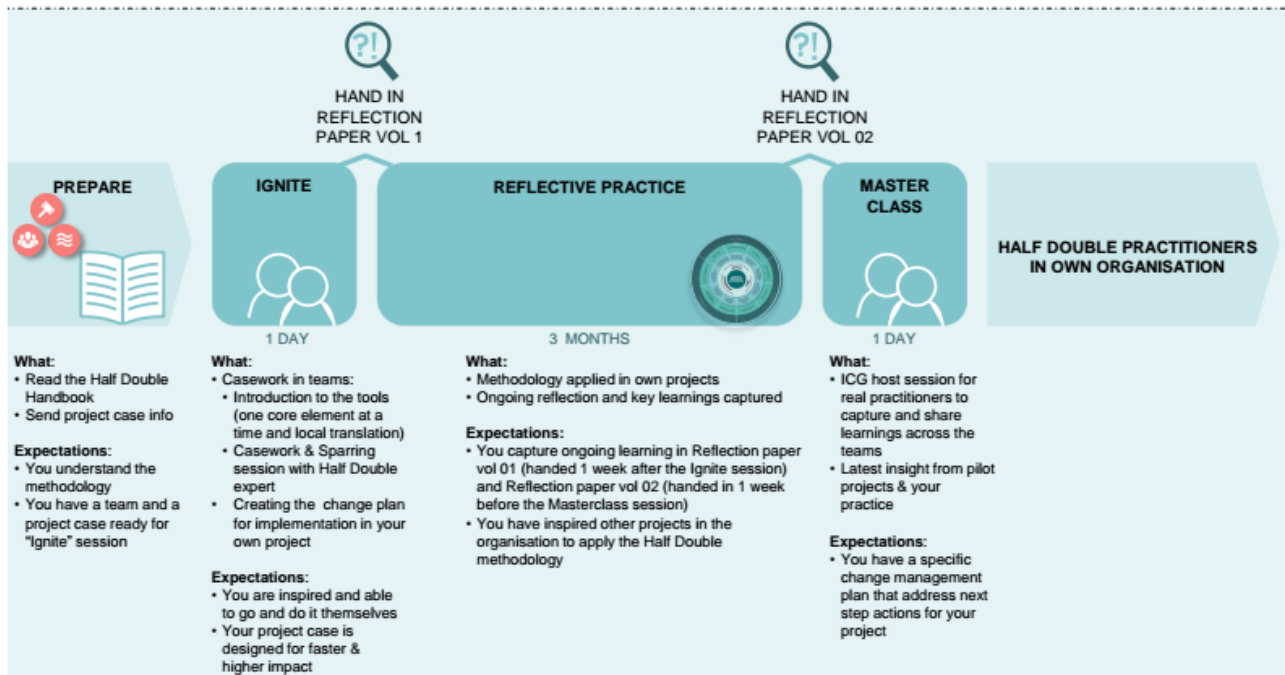 ?!
HAND IN
REFLECTION
PAPER VOL 1
?!
HAND IN
REFLECTION
PAPER VOL 02
PREPARE
IGNITE
REFLECTIVE PRACTICE
MASTER
CLASS
HALF DOUBLE PRACTITIONERS
IN OWN ORGANISATION
1 DAY
3 MONTHS
1 DAY
What:
• Read the Half Double
Handbook
• Send project case info
Expectations:
• You understand the
methodology
• You have a team and a
project case ready for
"Ignite" session
What:
• Casework in teams:
• Introduction to the tools
(one core element at a
time and local translation)
• Casework & Sparring
session with Half Double
expert
• Creating the change plan
for implementation in your
own project
Expectations:
• You are inspired and able
to go and do it themselves
• Your project case is
designed for faster &
higher impact
What:
• Methodology applied in own projects
• Ongoing reflection and key learnings captured
Expectations:
• You capture ongoing learning in Reflection paper
vol 01 (handed 1 week after the Ignite session)
and Reflection paper vol 02 (handed in 1 week
before the Masterclass session)
• You have inspired other projects in the
organisation to apply the Half Double
methodology
What:
• ICG host session for
real practitioners to
capture and share
learnings across the
teams
• Latest insight from pilot
projects & your
practice
Expectations:
• You have a specific
change management
plan that address next
step actions for your
project